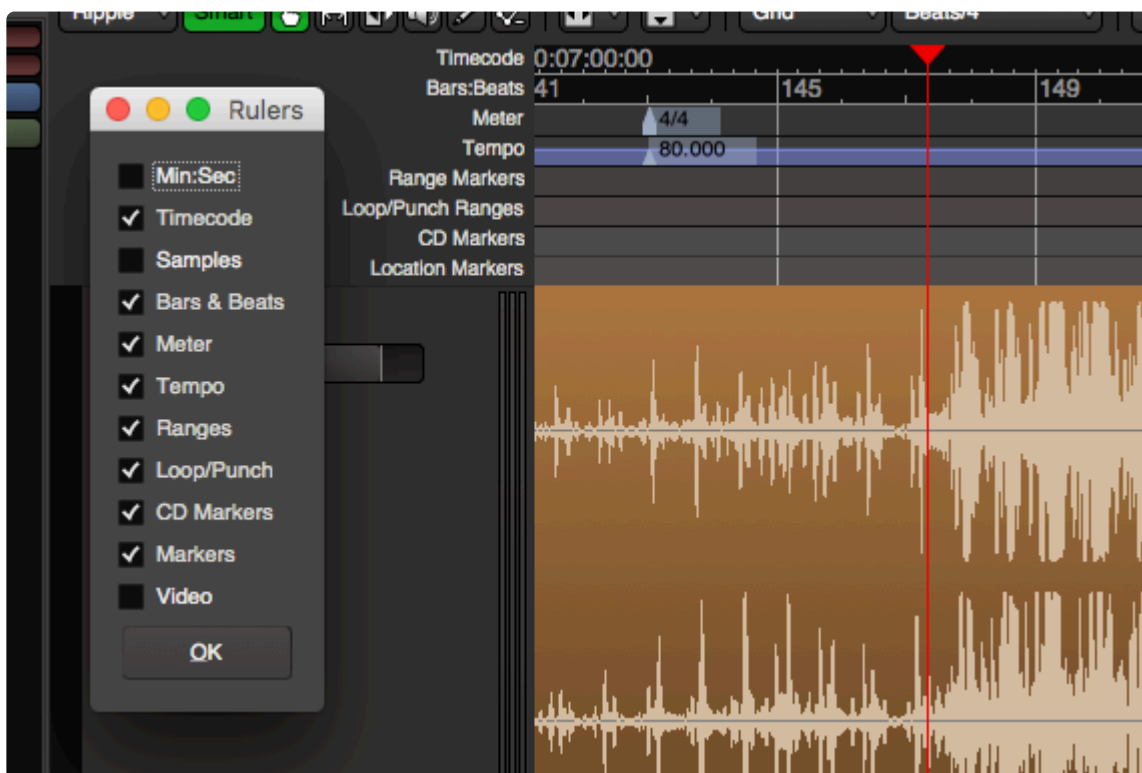 Ripple Smart Grid Beats/4
Timecode 0:07:00:00
Bars:Beats 41 145 149
Meter 4/4
Tempo 80.000
Range Markers
Loop/Punch Ranges
CD Markers
Location Markers
Rulers
Min:Sec
Timecode
Samples
Bars & Beats
Meter
Tempo
Ranges
Loop/Punch
CD Markers
Markers
Video
OK